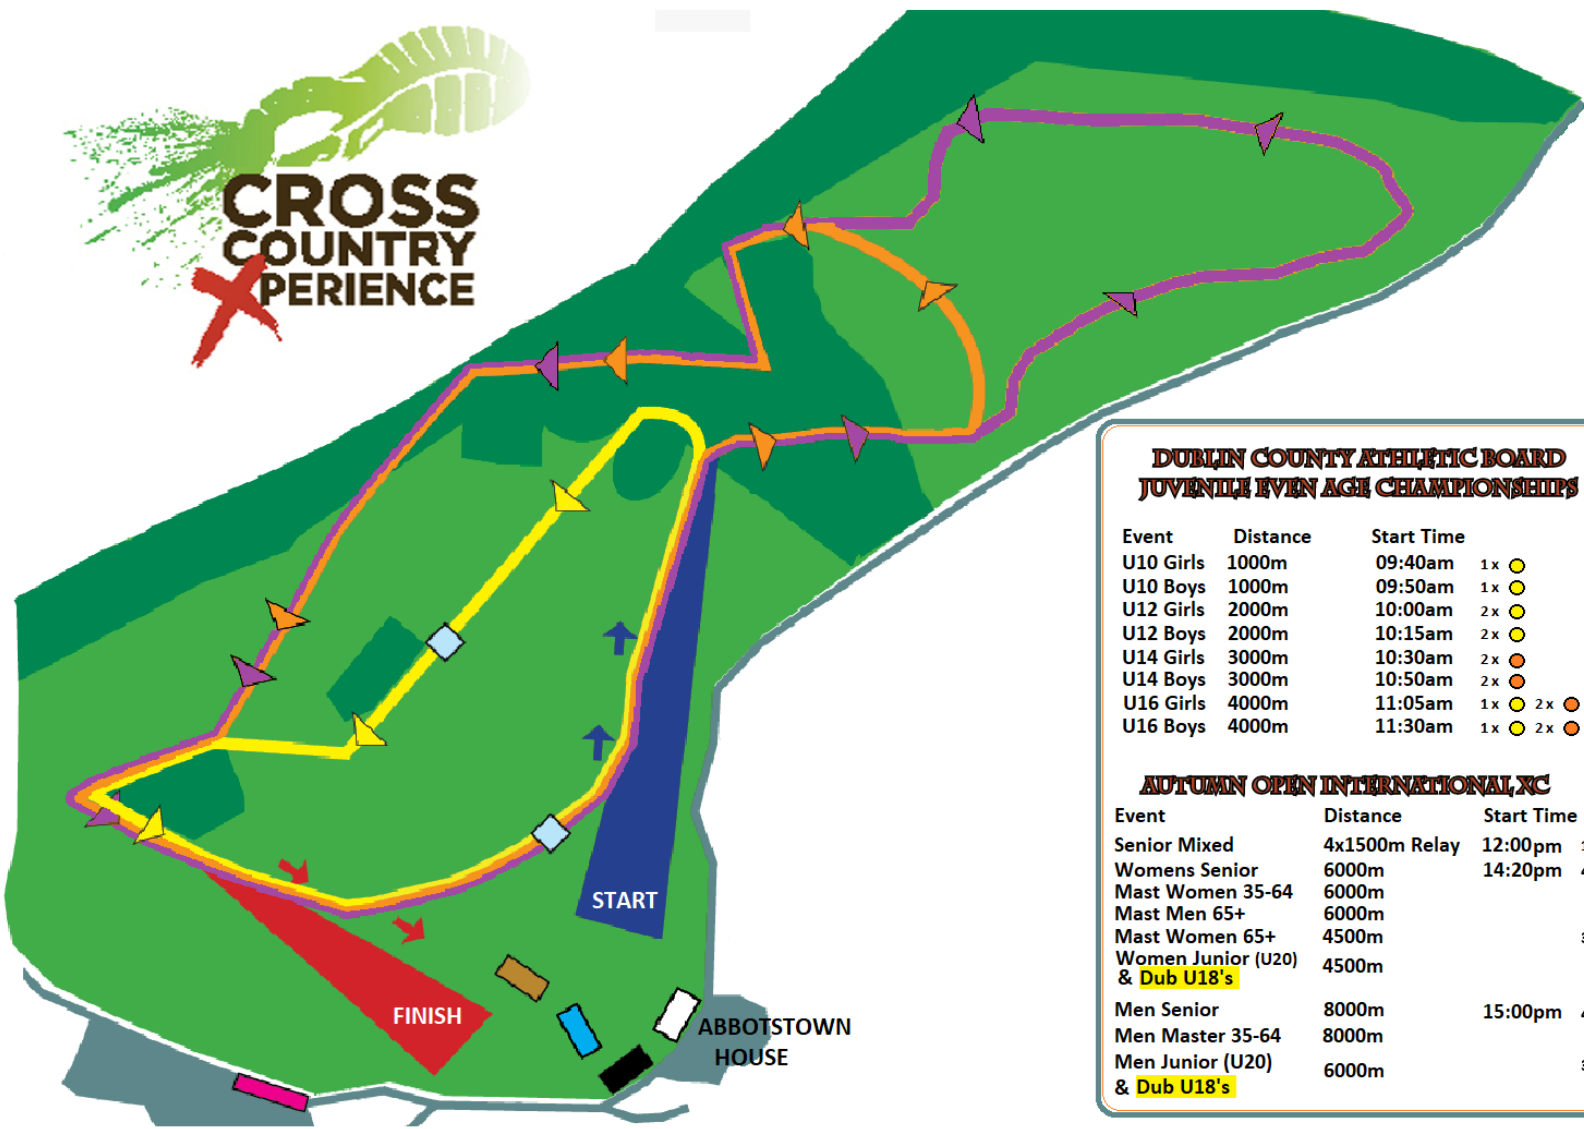 CROSS
COUNTRY
XPERIENCE
START
FINISH
ABBOTSTOWN
HOUSE
DUBLIN COUNTY ATHLETIC BOARD
JUVENILE EVEN AGE CHAMPIONSHIPS
Event Distance Start Time
U10 Girls 1000m 09:40am 1 x
U10 Boys 1000m 09:50am 1 x
U12 Girls 2000m 10:00am 2 x
U12 Boys 2000m 10:15am 2 x
U14 Girls 3000m 10:30am 2 x
U14 Boys 3000m 10:50am 2 x
U16 Girls 4000m 11:05am 1 x 2 x
U16 Boys 4000m 11:30am 1 x 2 x
AUTUMN OPEN INTERNATIONAL XC
Event Distance Start Time
Senior Mixed 4x1500m Relay 12:00pm
Womens Senior 6000m 14:20pm
Mast Women 35-64 6000m
Mast Men 65+ 6000m
Mast Women 65+ 4500m
Women Junior (U20)
& Dub U18's 4500m
Men Senior 8000m 15:00pm
Men Master 35-64 8000m
Men Junior (U20)
& Dub U18's 6000m